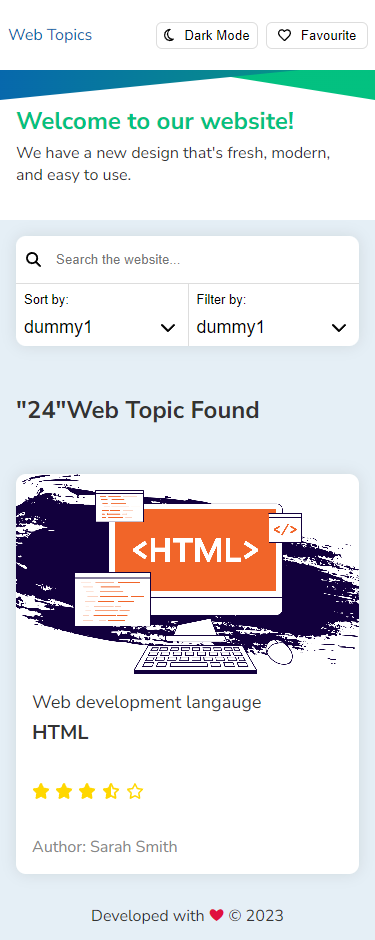 Web Topics
Dark Mode
Favourite
Welcome to our website!
We have a new design that's fresh, modern,
and easy to use.
Search the website...
Sort by:
Filter by:
dummy1
dummy1
"24"Web Topic Found
<HTML>
</>
Web development langauge
HTML
Author: Sarah Smith
Developed with ❤ © 2023